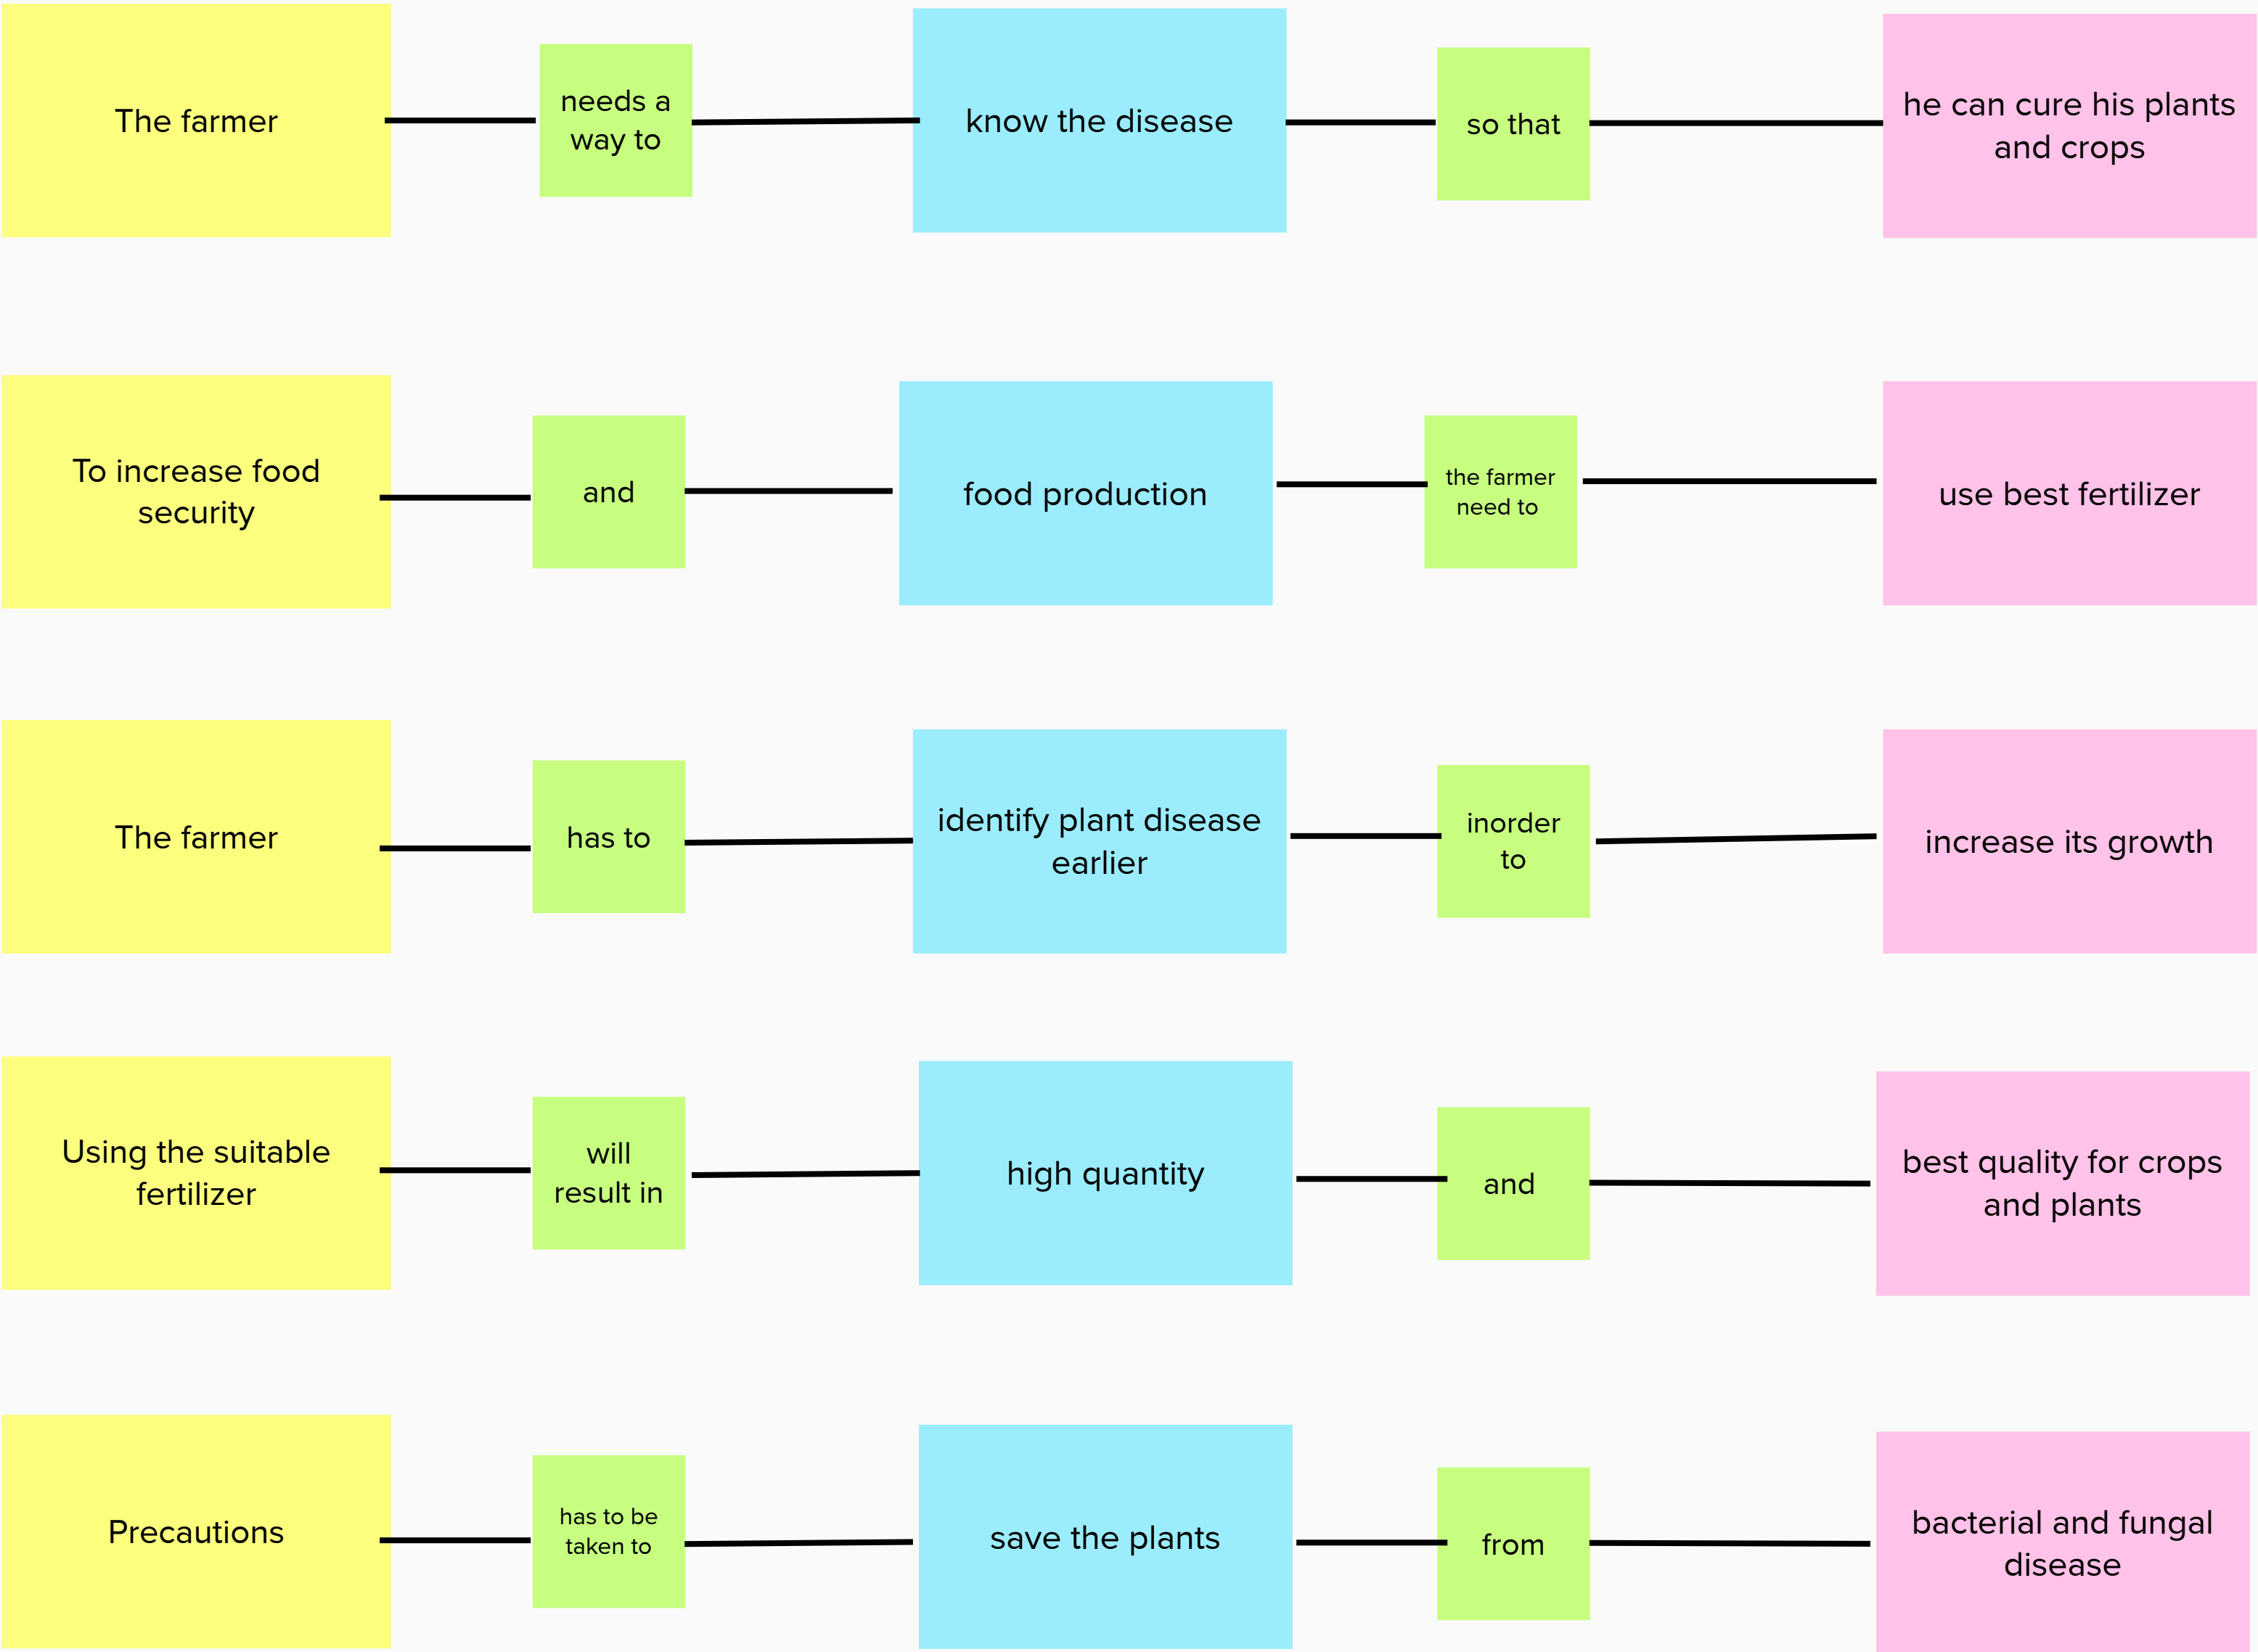 The farmer
needs a
way to
know the disease
so that
he can cure his plants
and crops
To increase food
security
and
food production
the farmer
need to
use best fertilizer
The farmer
has to
identify plant disease
earlier
inorder
to
increase its growth
Using the suitable
fertilizer
will
result in
high quantity
and
best quality for crops
and plants
Precautions
has to be
taken to
save the plants
from
bacterial and fungal
disease